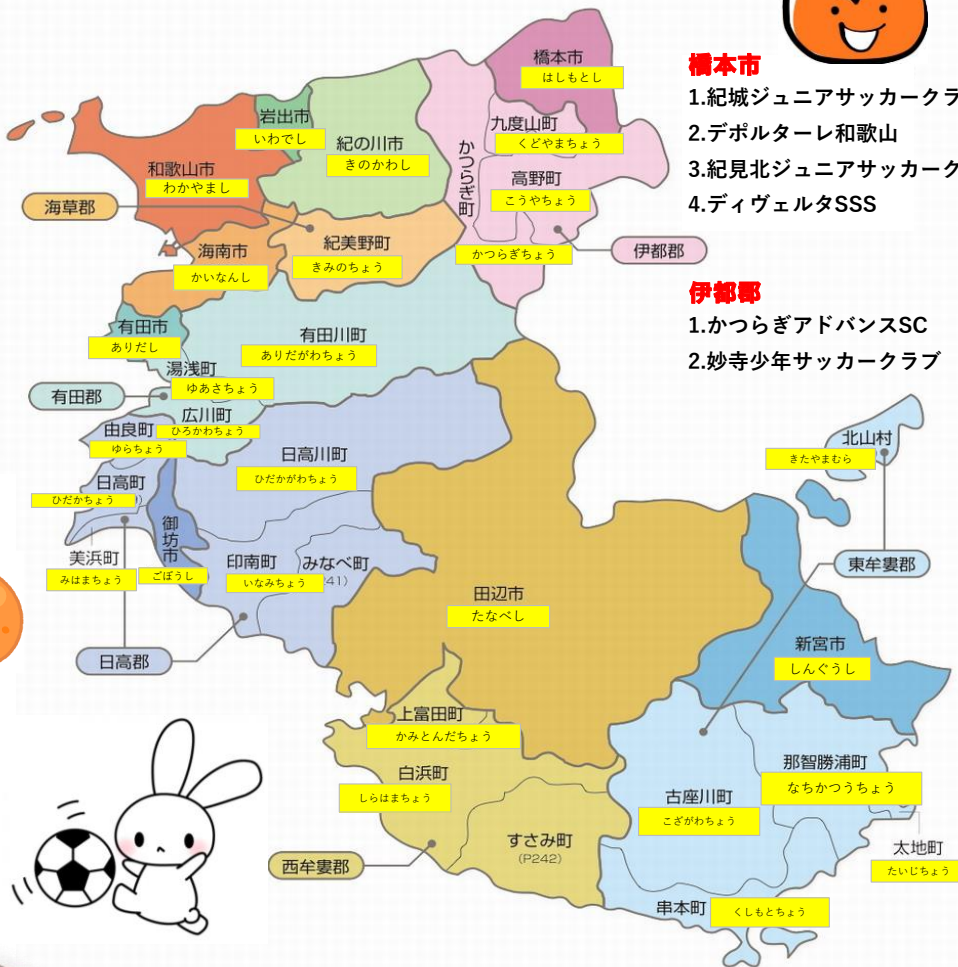 橋本市
はしもとし
岩出市
いわでし
紀の川市
きのかわし
九度山町
くどやまちょう
かつらぎ町
かつらぎちょう
高野町
こうやちょう
和歌山市
わかやまし
海草郡
海南市
かいなんし
紀美野町
きみのちょう
伊都郡
有田市
ありだし
有田川町
ありだがわちょう
湯浅町
ゆあさちょう
有田郡
広川町
ひろかわちょう
由良町
ゆらちょう
日高川町
ひだかがわちょう
日高町
ひだかちょう
御坊市
ごぼうし
美浜町
みはまちょう
印南町
いなみちょう
みなべ町
41)
日高郡
田辺市
たなべし
北山村
きたやまむら
東牟婁郡
新宮市
しんぐうし
上富田町
かみとんだちょう
白浜町
しらはまちょう
西牟婁郡
すさみ町
(P242)
古座川町
こざがわちょう
那智勝浦町
なちかつうちょう
太地町
たいじちょう
串本町
くしもとちょう
橋本市
1.紀城ジュニアサッカークラ
2.デポルターレ和歌山
3.紀見北ジュニアサッカーク
4.ディヴェルタSSS
伊都郡
1.かつらぎアドバンスSC
2.妙寺少年サッカークラブ